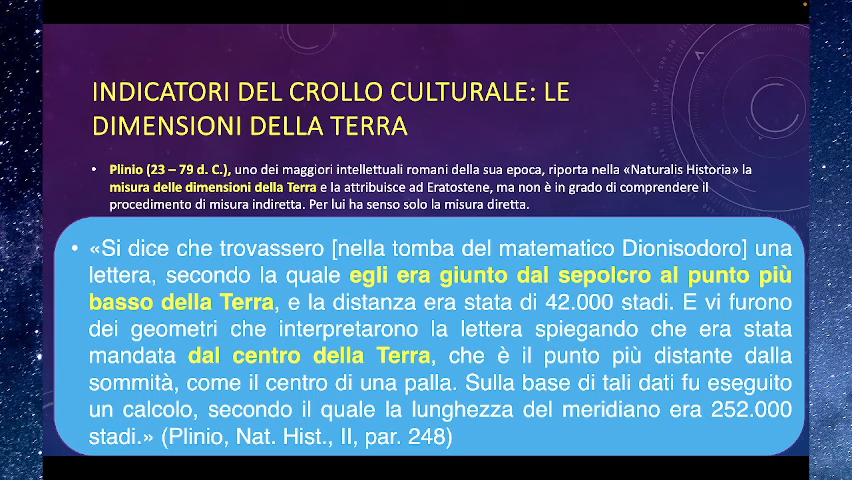 INDICATORI DEL CROLLO CULTURALE: LE
DIMENSIONI DELLA TERRA
• Plinio (23 – 79 d. C.), uno dei maggiori intellettuali romani della sua epoca, riporta nella «Naturalis Historia» la
misura delle dimensioni della Terra e la attribuisce ad Eratostene, ma non è in grado di comprendere il
procedimento di misura indiretta. Per lui ha senso solo la misura diretta.
• «Si dice che trovassero [nella tomba del matematico Dionisodoro] una
lettera, secondo la quale egli era giunto dal sepolcro al punto più
basso della Terra, e la distanza era stata di 42.000 stadi. E vi furono
dei geometri che interpretarono la lettera spiegando che era stata
mandata dal centro della Terra, che è il punto più distante dalla
sommità, come il centro di una palla. Sulla base di tali dati fu eseguito
un calcolo, secondo il quale la lunghezza del meridiano era 252.000
stadi.» (Plinio, Nat. Hist., II, par. 248)